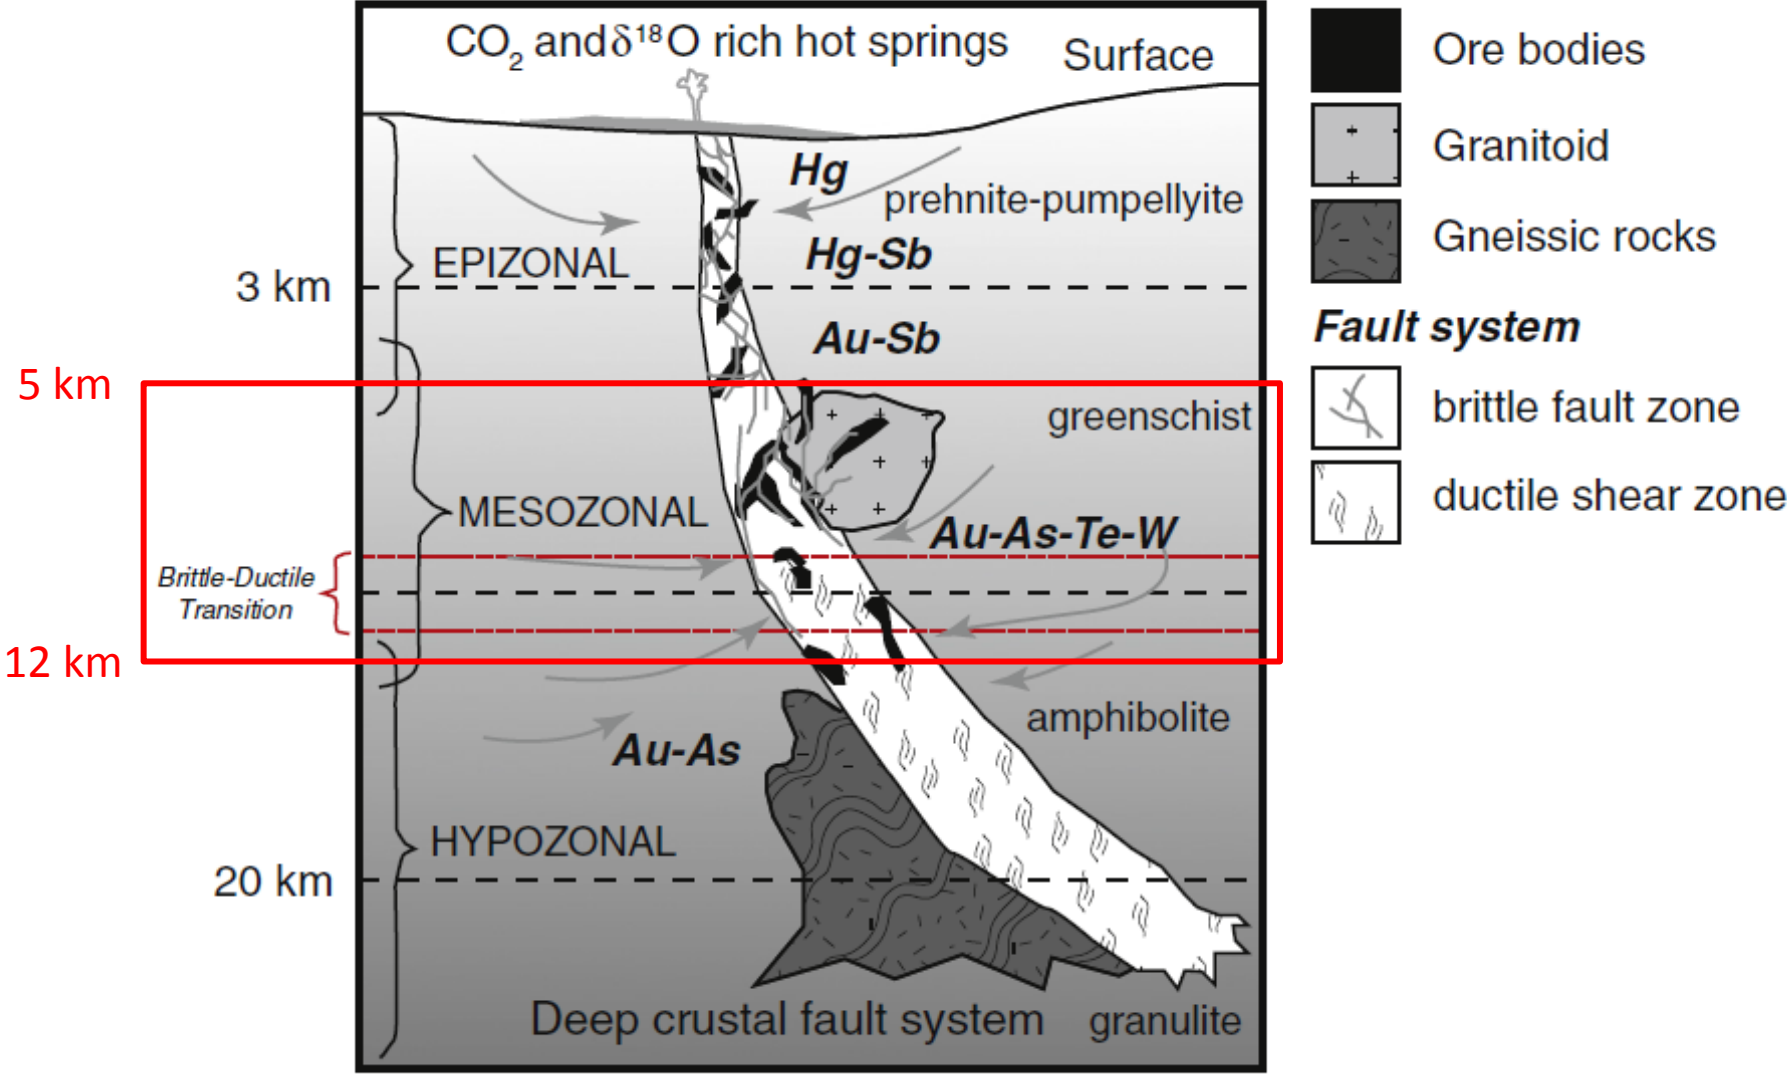 CO₂ and δ¹⁸O rich hot springs
Surface
Hg
prehnite-pumpellyite
Hg-Sb
EPIZONAL
3 km
Au-Sb
5 km
greenschist
MESOZONAL
Au-As-Te-W
Brittle-Ductile
Transition
12 km
amphibolite
Au-As
HYPOZONAL
20 km
Deep crustal fault system
granulite
Ore bodies
Granitoid
Gneissic rocks
Fault system
brittle fault zone
ductile shear zone